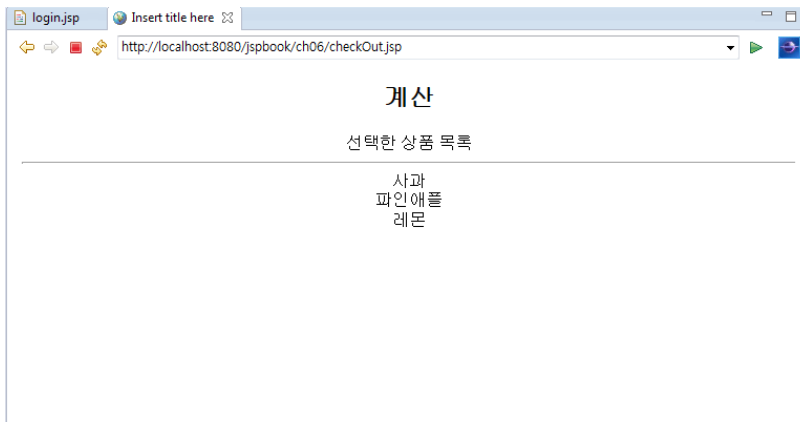 login.jsp
Insert title here
http://localhost:8080/jspbook/ch06/checkOut.jsp
계산
선택한 상품 목록
사과
파인애플
레몬